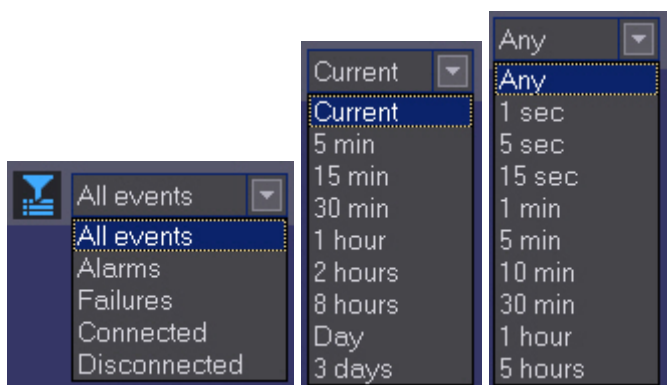 All events
All events
Alarms
Failures
Connected
Disconnected
Current
Current
5 min
15 min
30 min
1 hour
2 hours
8 hours
Day
3 days
Any
Any
1 sec
5 sec
15 sec
1 min
5 min
10 min
30 min
1 hour
5 hours